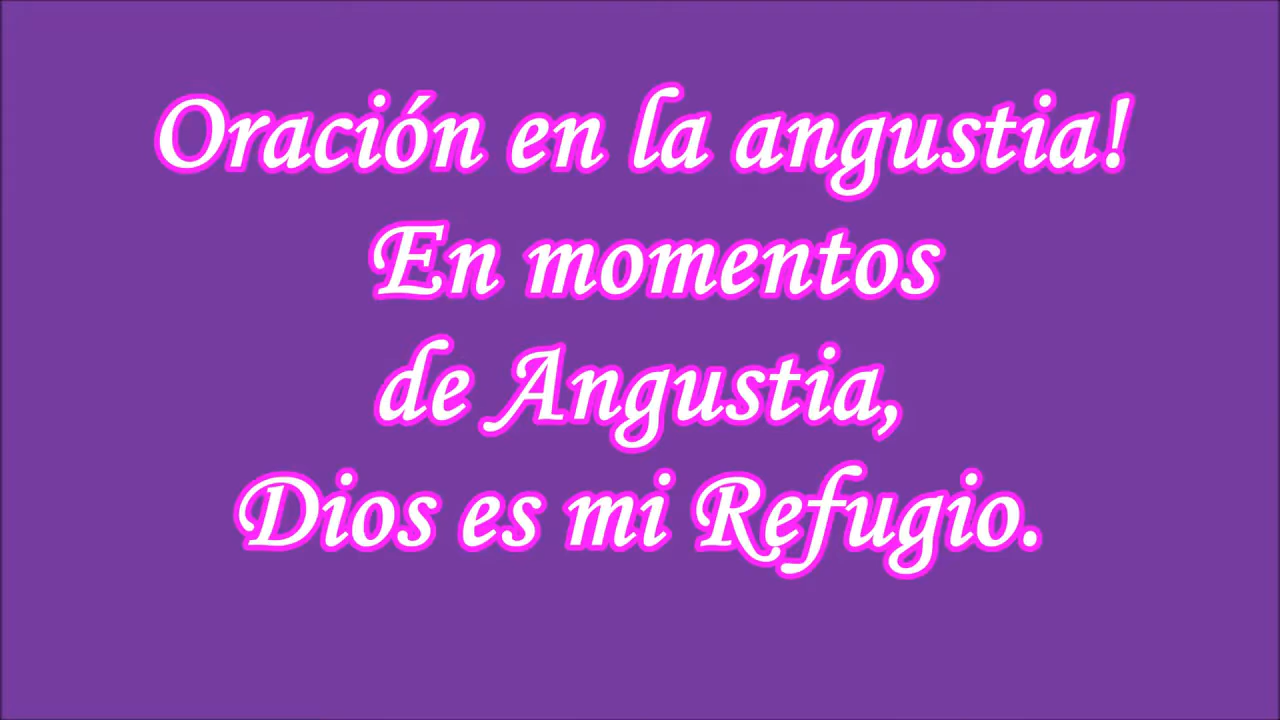 Oración en la angustia!
En momentos
de Angustia,
Dios es mi Refugio.